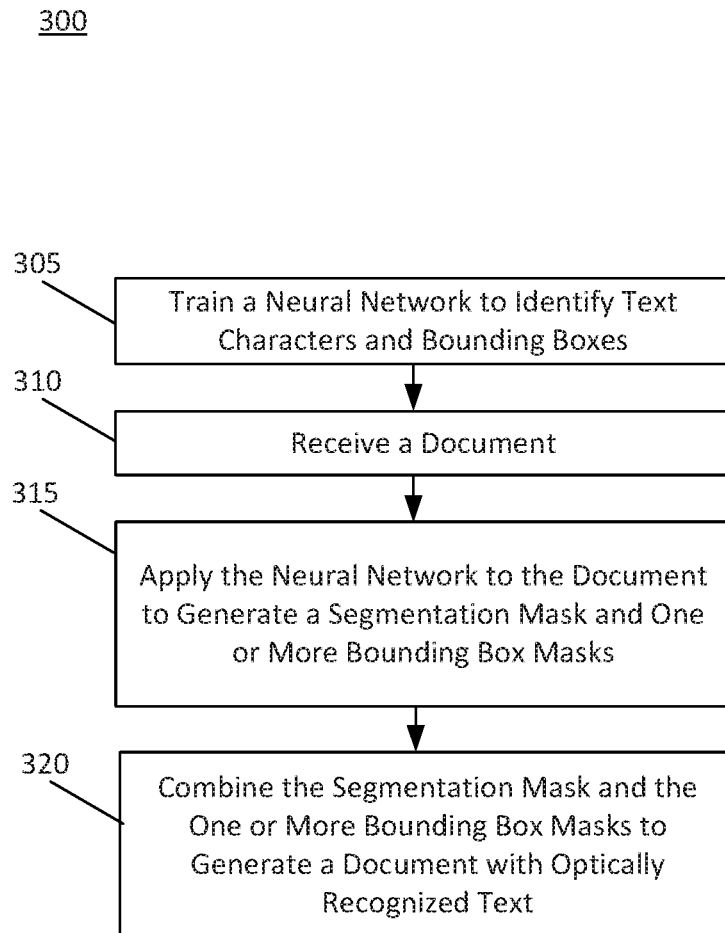 300
305
Train a Neural Network to Identify Text
Characters and Bounding Boxes
310
Receive a Document
315
Apply the Neural Network to the Document
to Generate a Segmentation Mask and One
or More Bounding Box Masks
320
Combine the Segmentation Mask and the
One or More Bounding Box Masks to
Generate a Document with Optically
Recognized Text